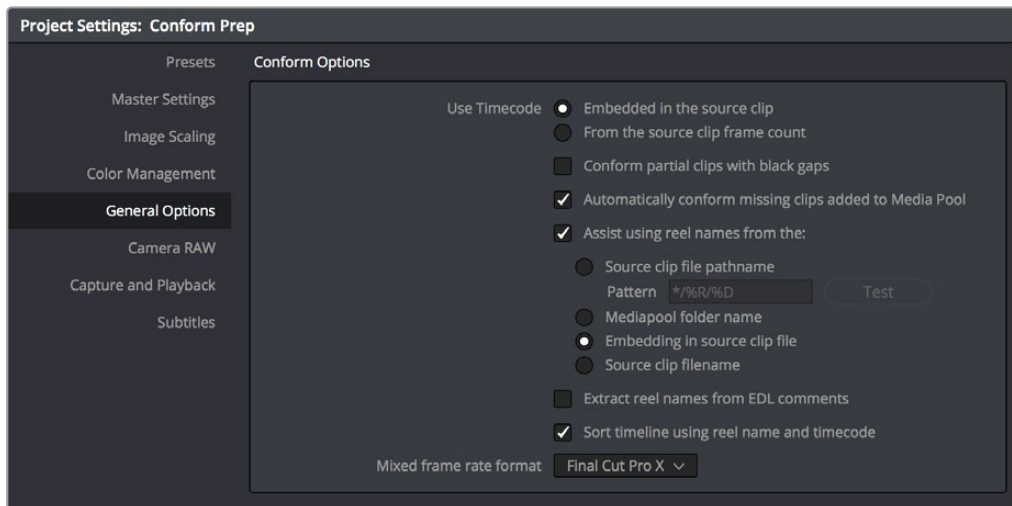 Project Settings: Conform Prep
Presets
Master Settings
Image Scaling
Color Management
General Options
Camera RAW
Capture and Playback
Subtitles
Conform Options
Use Timecode Embedded in the source clip
From the source clip frame count
Conform partial clips with black gaps
Automatically conform missing clips added to Media Pool
Assist using reel names from the:
Source clip file pathname
Pattern */%R/%D Test
Mediapool folder name
Embedding in source clip file
Source clip filename
Extract reel names from EDL comments
Sort timeline using reel name and timecode
Mixed frame rate format Final Cut Pro X